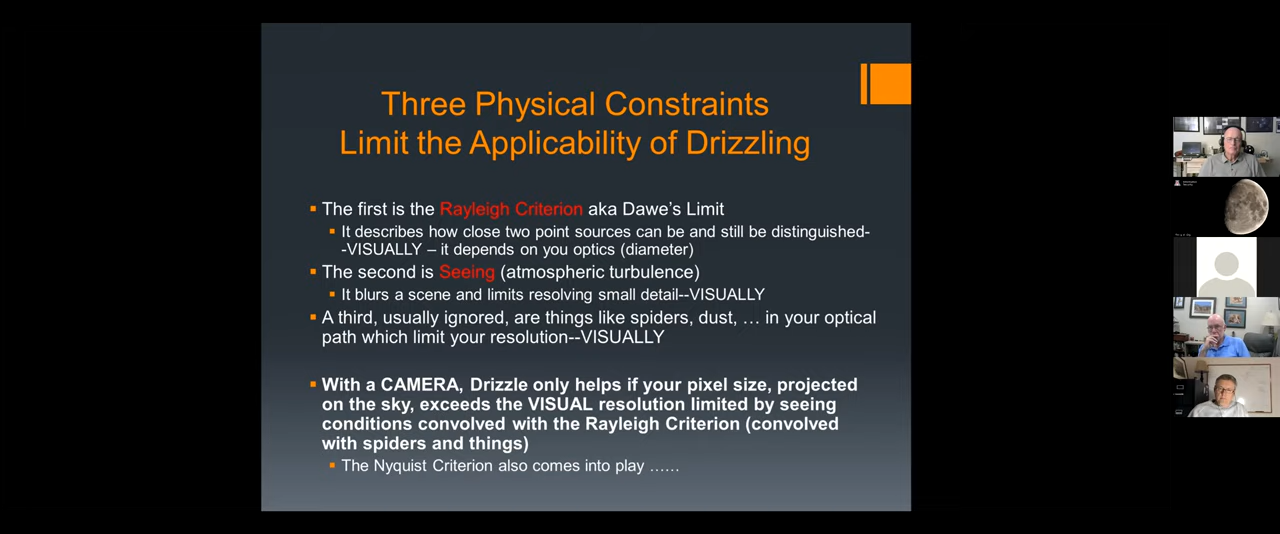 Three Physical Constraints
Limit the Applicability of Drizzling
The first is the Rayleigh Criterion aka Dawe's Limit
It describes how close two point sources can be and still be distinguished-
-VISUALLY – it depends on you optics (diameter)
The second is Seeing (atmospheric turbulence)
It blurs a scene and limits resolving small detail--VISUALLY
A third, usually ignored, are things like spiders, dust, … in your optical
path which limit your resolution--VISUALLY
With a CAMERA, Drizzle only helps if your pixel size, projected
on the sky, exceeds the VISUAL resolution limited by seeing
conditions convolved with the Rayleigh Criterion (convolved
with spiders and things)
The Nyquist Criterion also comes into play ……